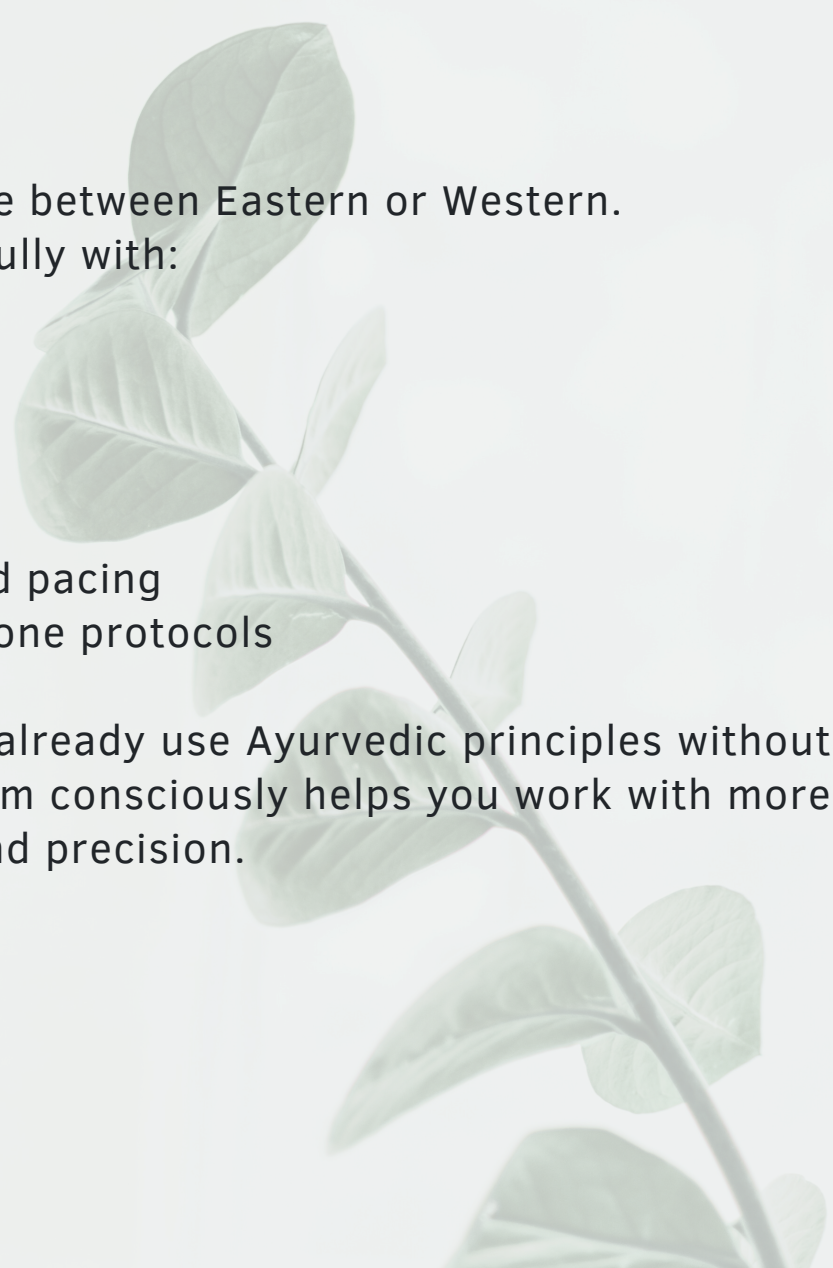 e between Eastern or Western.
ully with:
d pacing
one protocols
already use Ayurvedic principles without
m consciously helps you work with more
nd precision.